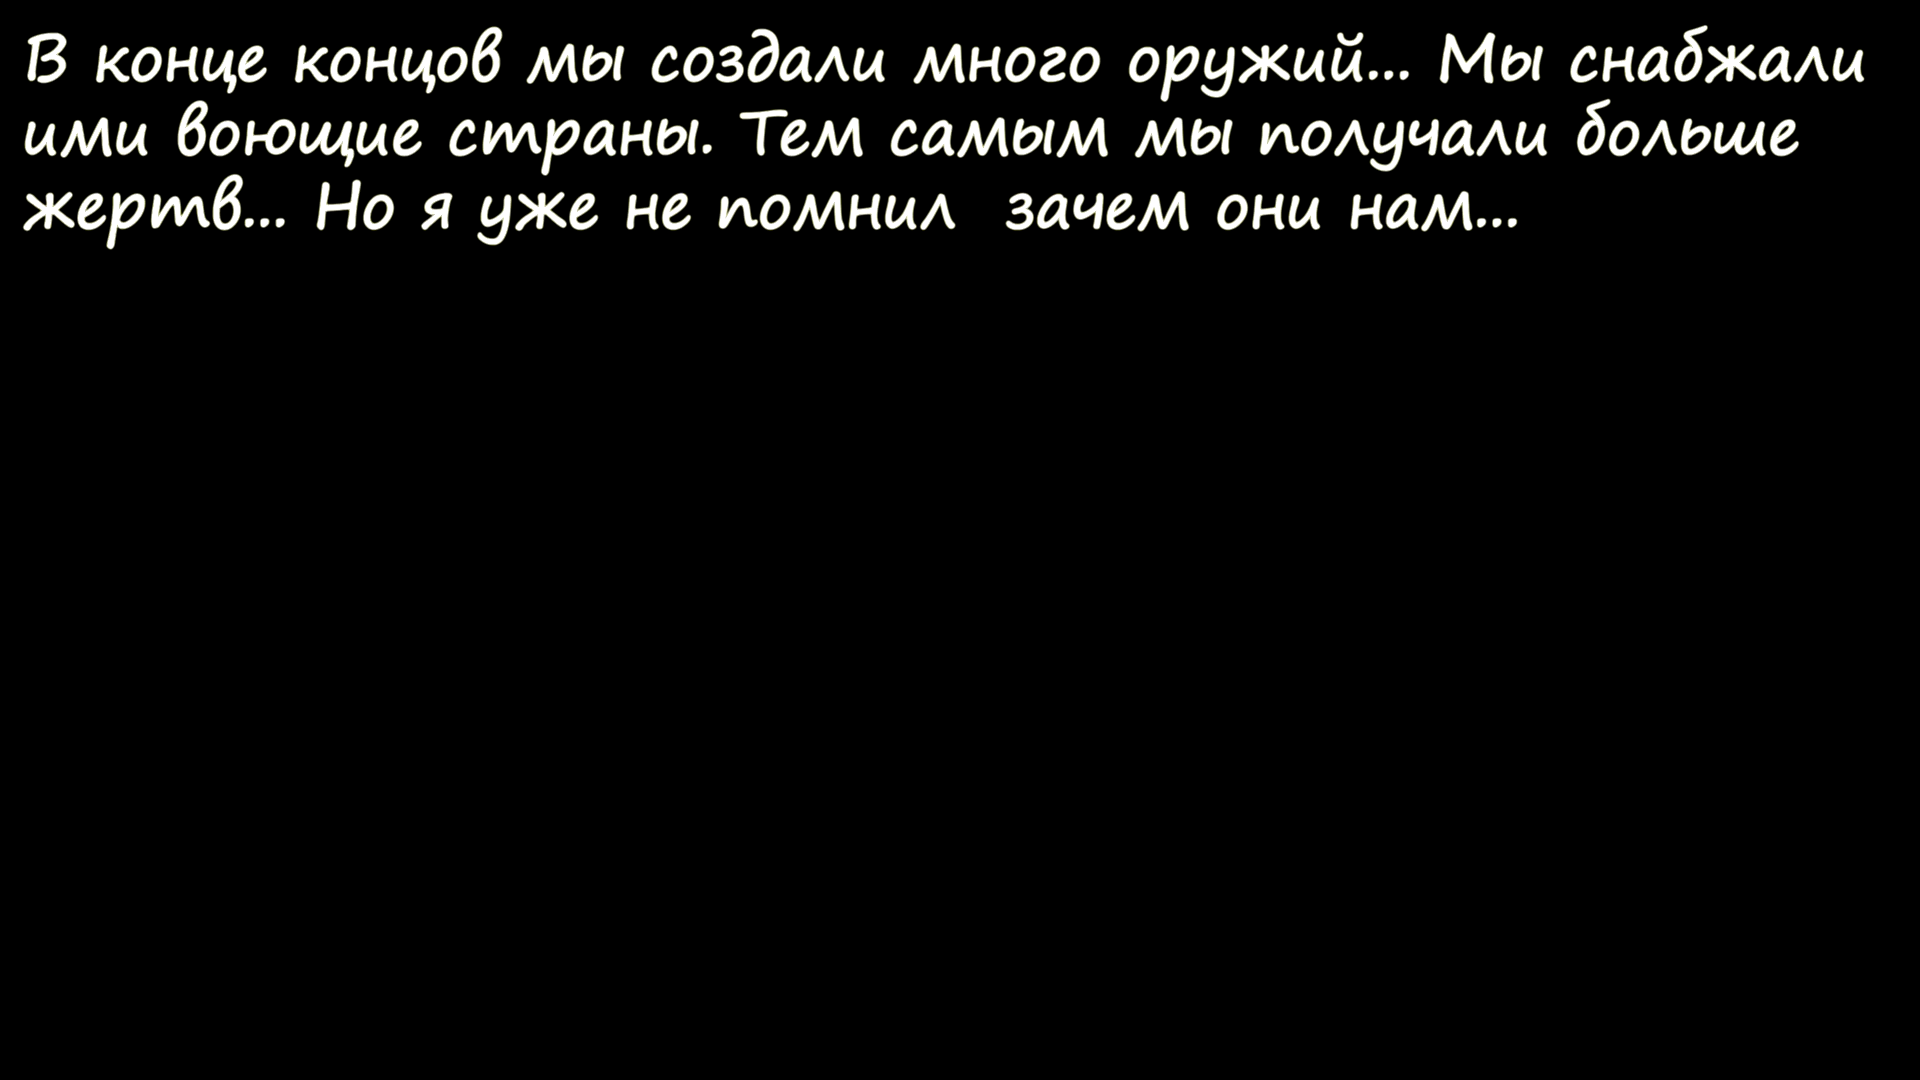 В конце концов мы создали много оружий... Мы снабжали
ими воющие страны. Тем самым мы получали больше
жертв... Но я уже не помнил  зачем они нам...